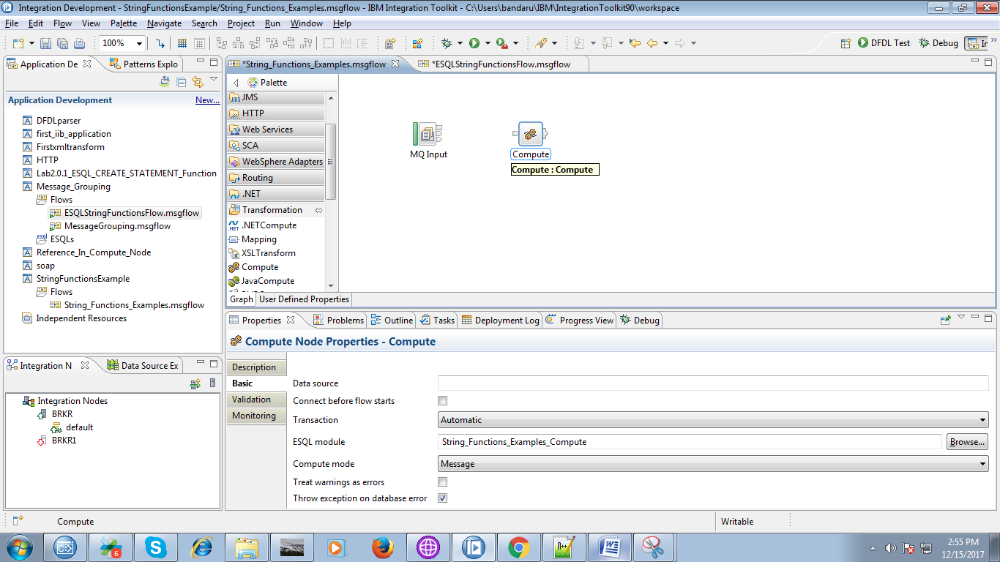 Integration Development - StringFunctionsExample/String_Functions_Examples.msgflow - IBM Integration Toolkit - C:\Users\bandaru\IBM\IntegrationToolkit90\workspace
File Edit Flow View Palette Navigate Search Project Run Window Help
100% DFDL Test Debug In
Application De Patterns Explo
Application Development New...
DFDLparser
first_iib_application
Firstxmltransform
HTTP
Lab2.0.1_ESQL_CREATE_STATEMENT_Function
Message_Grouping
Flows
ESQLStringFunctionsFlow.msgflow
MessageGrouping.msgflow
esql ESQLs
Reference_In_Compute_Node
soap
StringFunctionsExample
Flows
String_Functions_Examples.msgflow
Independent Resources
Integration N Data Source Ex
Integration Nodes
BRKR
default
BRKR1
*String_Functions_Examples.msgflow *ESQLStringFunctionsFlow.msgflow
Palette
JMS
HTTP
Web Services
SCA
WebSphere Adapters
Routing
.NET
Transformation
.NETCompute
Mapping
XSLTransform
Compute
JavaCompute
MQ Input
Compute
Compute : Compute
Graph User Defined Properties
Properties Problems Outline Tasks Deployment Log Progress View Debug
Compute Node Properties - Compute
Description
Basic
Validation
Monitoring
Data source
Connect before flow starts
Transaction Automatic
ESQL module String_Functions_Examples_Compute Browse...
Compute mode Message
Treat warnings as errors
Throw exception on database error
Compute Writable
6
2:55 PM
12/15/2017